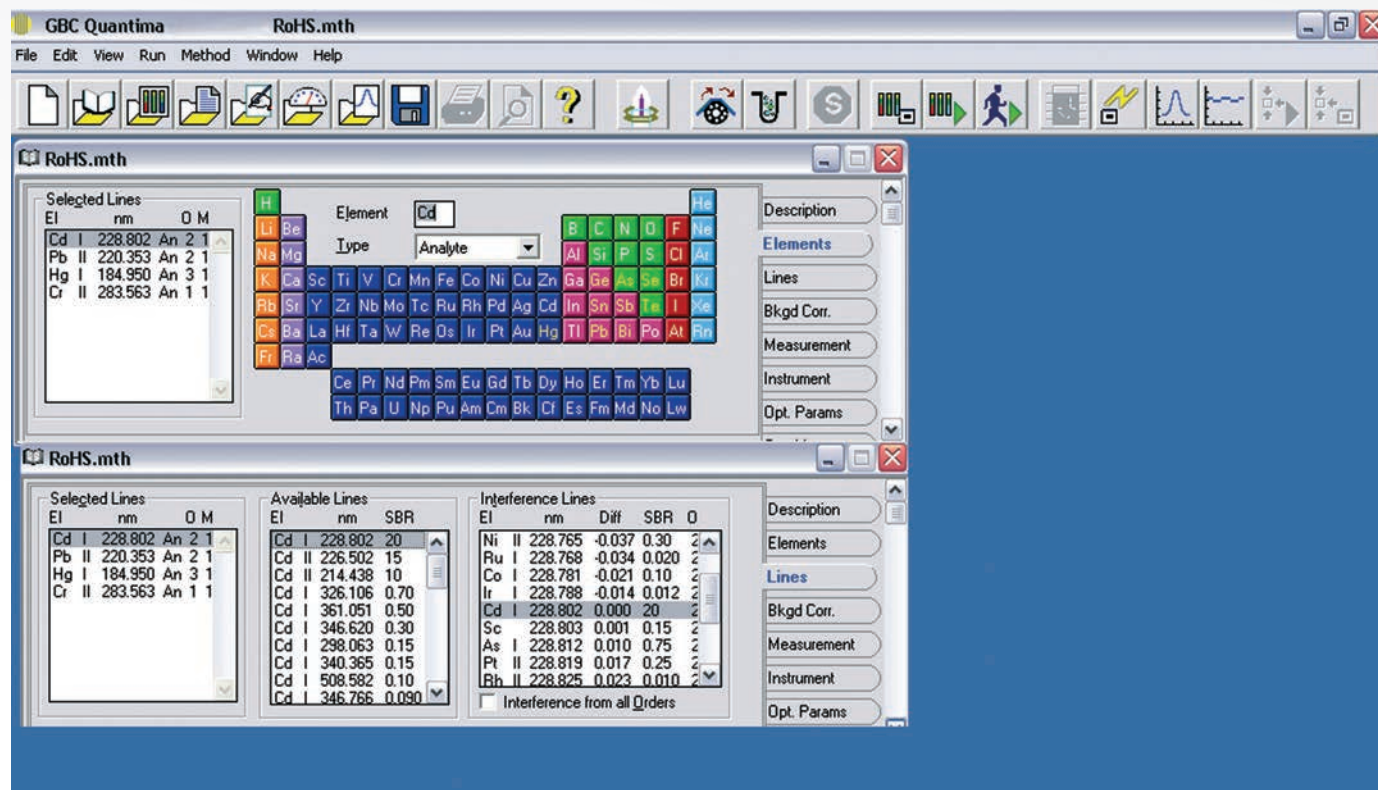 GBC Quantima RoHS.mth
File Edit View Run Method Window Help
RoHS.mth
Selected Lines
El nm O M
Cd I 228.802 An 2 1
Pb II 220.353 An 2 1
Hg I 184.950 An 3 1
Cr II 283.563 An 1 1
Element Cd
Type Analyte
H He
Li Be B C N O F Ne
Na Mg Al Si P S Cl Ar
K Ca Sc Ti V Cr Mn Fe Co Ni Cu Zn Ga Ge As Se Br Kr
Rb Sr Y Zr Nb Mo Tc Ru Rh Pd Ag Cd In Sn Sb Te I Xe
Cs Ba La Hf Ta W Re Os Ir Pt Au Hg Tl Pb Bi Po At Rn
Fr Ra Ac
Ce Pr Nd Pm Sm Eu Gd Tb Dy Ho Er Tm Yb Lu
Th Pa U Np Pu Am Cm Bk Cf Es Fm Md No Lw
Description
Elements
Lines
Bkgd Corr.
Measurement
Instrument
Opt. Params
RoHS.mth
Selected Lines
El nm O M
Cd I 228.802 An 2 1
Pb II 220.353 An 2 1
Hg I 184.950 An 3 1
Cr II 283.563 An 1 1
Available Lines
El nm SBR
Cd I 228.802 20
Cd II 226.502 15
Cd II 214.438 10
Cd I 326.106 0.70
Cd I 361.051 0.50
Cd I 346.620 0.30
Cd I 298.063 0.15
Cd I 340.365 0.15
Cd I 508.582 0.10
Cd I 346.766 0.090
Interference Lines
El nm Diff SBR O
Ni II 228.765 -0.037 0.30 2
Ru I 228.768 -0.034 0.020 2
Co I 228.781 -0.021 0.10 2
Ir I 228.788 -0.014 0.012 2
Cd I 228.802 0.000 20 2
Sc 228.803 0.001 0.15 2
As I 228.812 0.010 0.75 2
Pt II 228.819 0.017 0.25 2
Rh II 228.825 0.023 0.010 2
Interference from all Orders
Description
Elements
Lines
Bkgd Corr.
Measurement
Instrument
Opt. Params